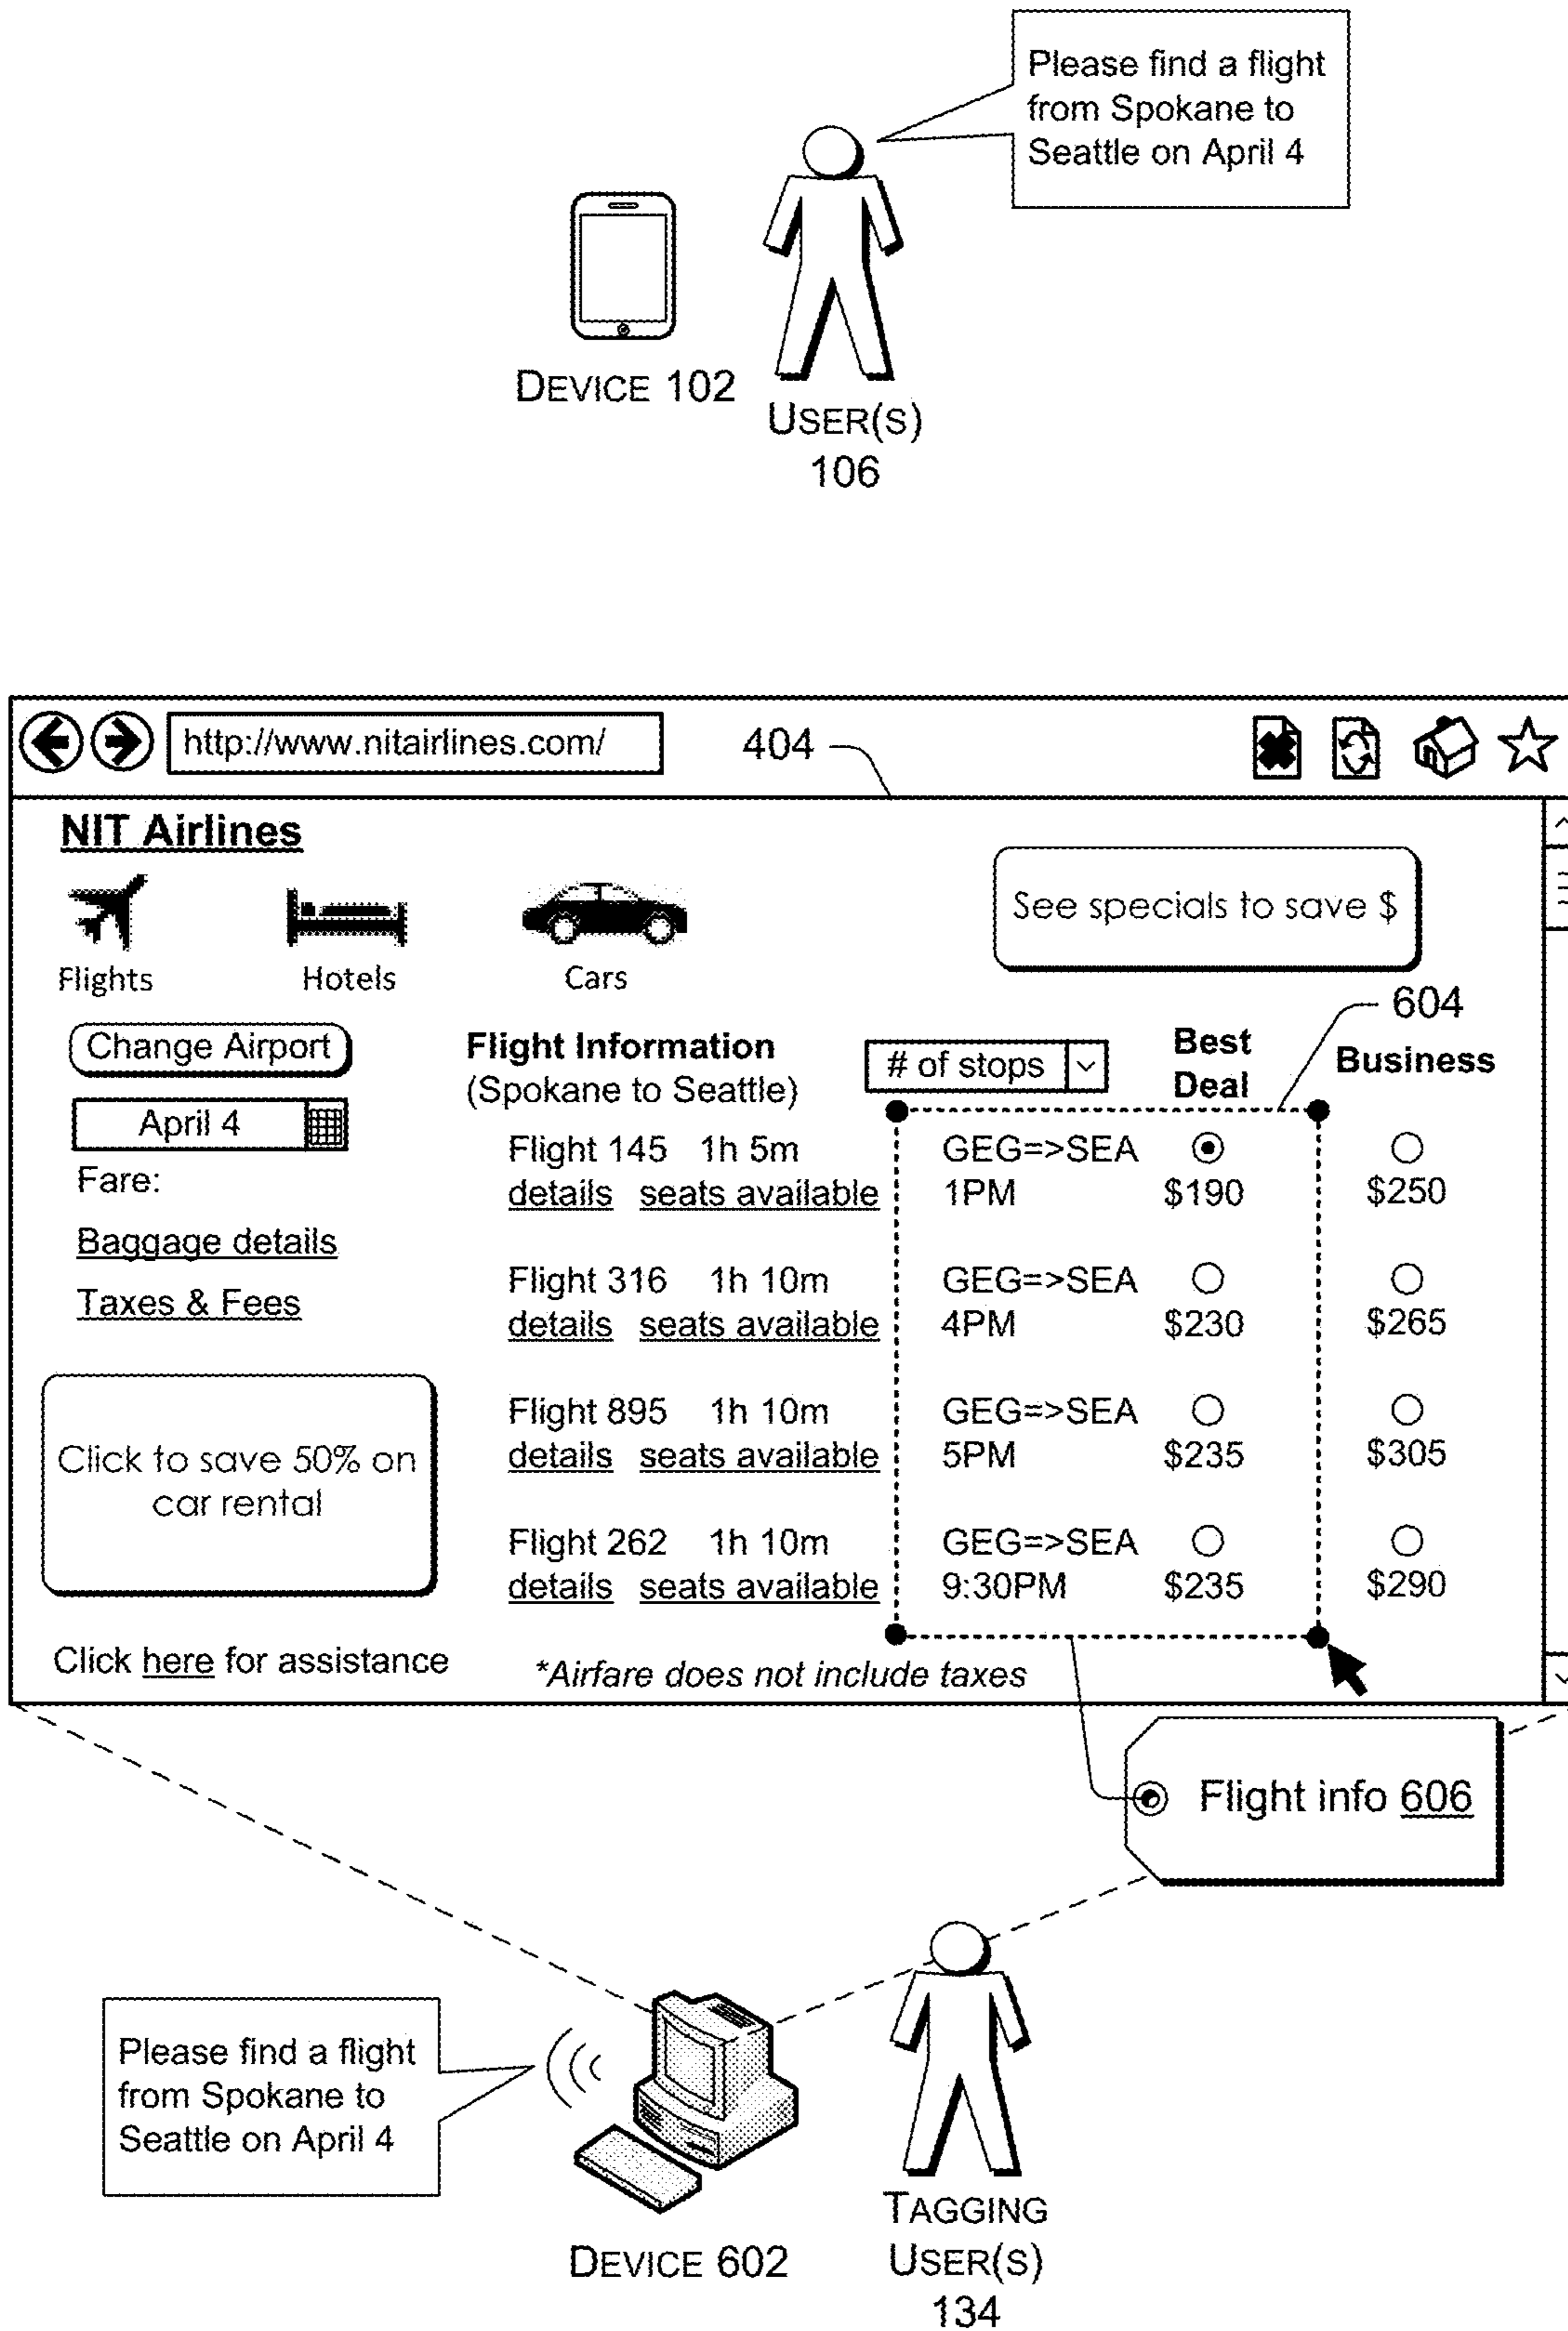 Please find a flight
from Spokane to
Seattle on April 4
DEVICE 102
USER(S)
106
http://www.nitairlines.com/
404
NIT Airlines
See specials to save $
Flights Hotels Cars
604
Change Airport
Flight Information
(Spokane to Seattle)
# of stops
Best
Deal
Business
April 4
Fare:
Baggage details
Taxes & Fees
Flight 145 1h 5m GEG=>SEA
details seats available 1PM $190 $250
Flight 316 1h 10m GEG=>SEA
details seats available 4PM $230 $265
Flight 895 1h 10m GEG=>SEA
details seats available 5PM $235 $305
Flight 262 1h 10m GEG=>SEA
details seats available 9:30PM $235 $290
Click to save 50% on
car rental
Click here for assistance
*Airfare does not include taxes
Flight info 606
Please find a flight
from Spokane to
Seattle on April 4
DEVICE 602
TAGGING
USER(S)
134